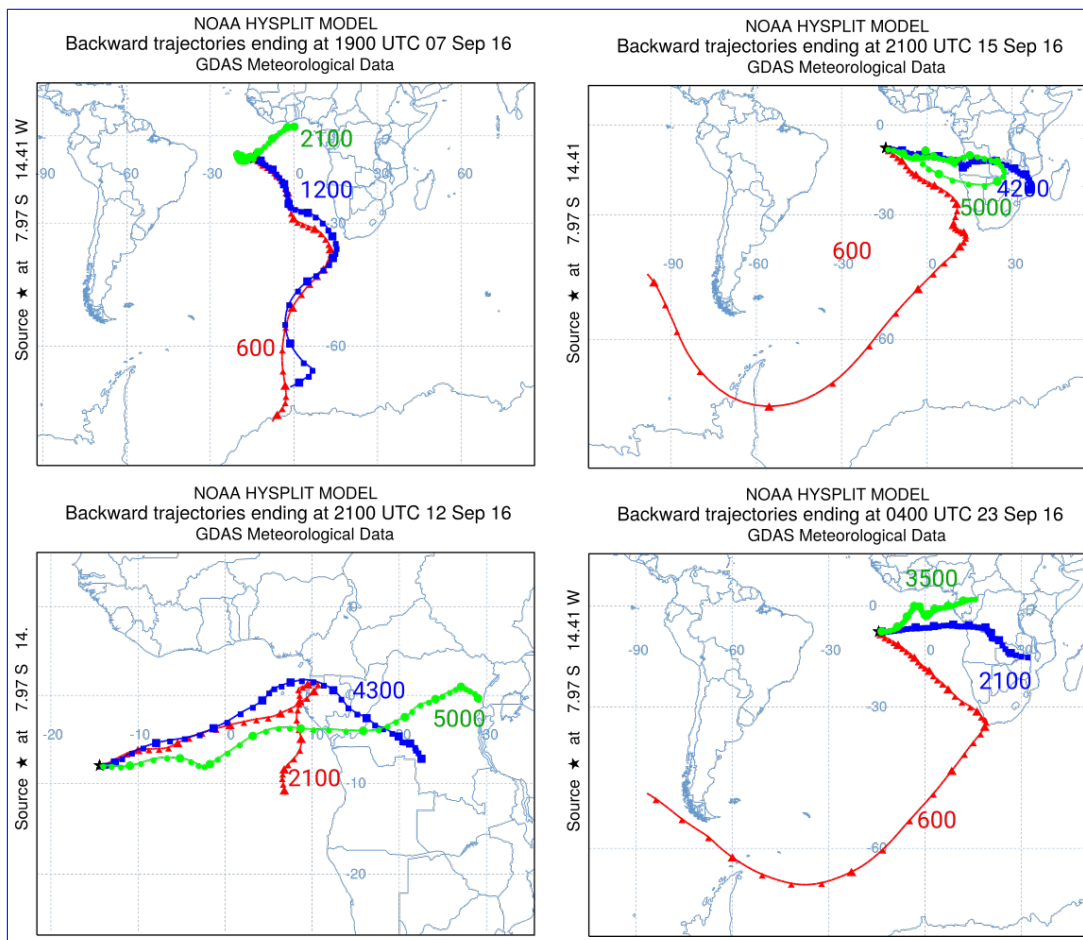 NOAA HYSPLIT MODEL
Backward trajectories ending at 1900 UTC 07 Sep 16
GDAS Meteorological Data
Source ★ at 7.97 S 14.41 W
2100
-90
-60
-30
30
60
1200
-30
600
-60
NOAA HYSPLIT MODEL
Backward trajectories ending at 2100 UTC 15 Sep 16
GDAS Meteorological Data
Source ★ at 7.97 S 14.41
0
4200
5000
-30
600
-90
-60
-30
0
30
-60
NOAA HYSPLIT MODEL
Backward trajectories ending at 2100 UTC 12 Sep 16
GDAS Meteorological Data
Source ★ at 7.97 S 14.
0
4300
5000
-20
-10
0
10
20
30
2100
-10
-20
NOAA HYSPLIT MODEL
Backward trajectories ending at 0400 UTC 23 Sep 16
GDAS Meteorological Data
Source ★ at 7.97 S 14.41 W
3500
0
-90
-60
-30
0
30
2100
-30
600
-60